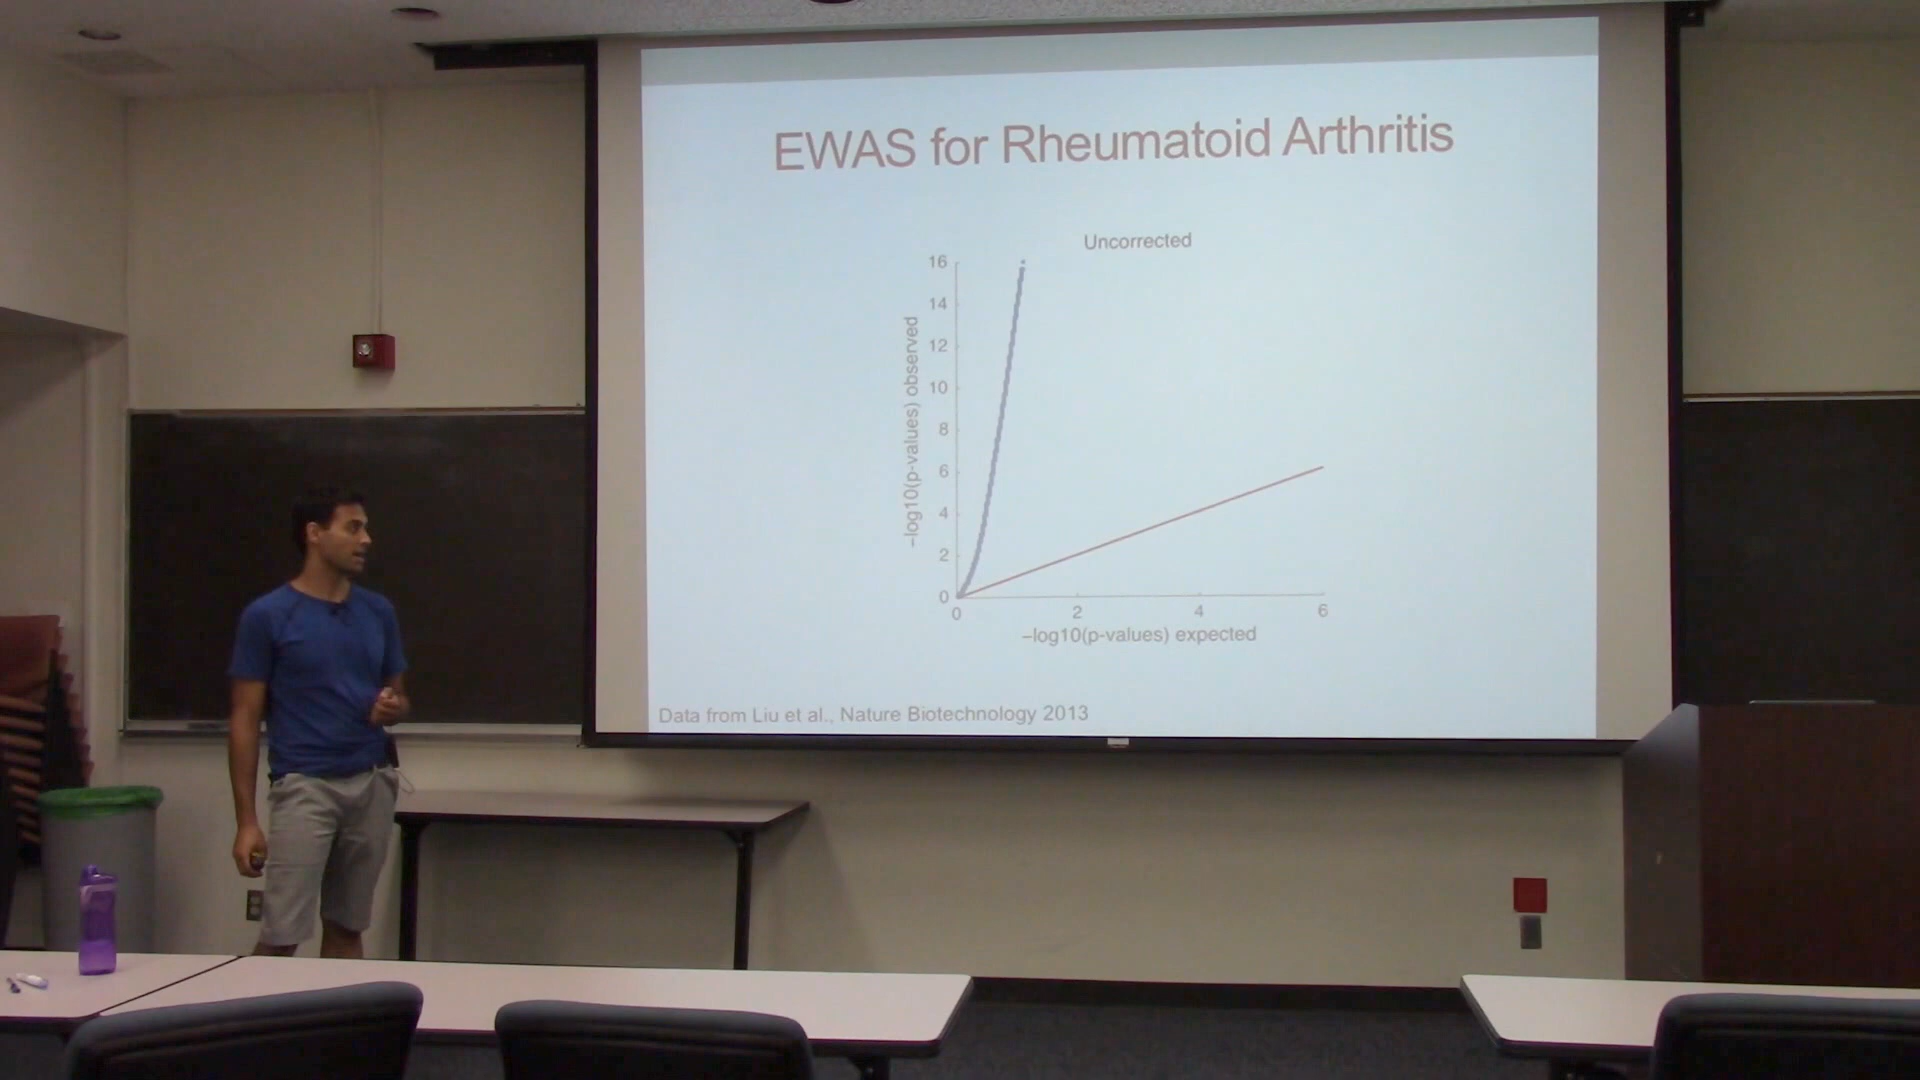 EWAS for Rheumatoid Arthritis
Uncorrected
16
14
12
10
8
6
4
2
0
−log10(p-values) observed
0 2 4 6
−log10(p-values) expected
Data from Liu et al., Nature Biotechnology 2013